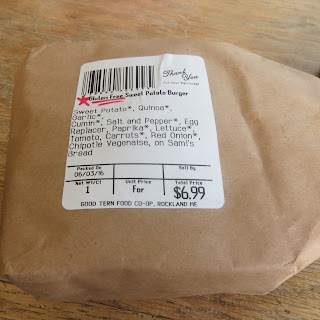 Thank
You
Gluten Free Sweet Potato Burger
Sweet Potato*, Quinoa*,
Garlic*,
Cumin*, Salt and Pepper*, Egg
Replacer, Paprika*, Lettuce*,
Tomato, Carrots*, Red Onion*,
Chipotle Vegenaise, on Sami's
Bread
Packed On
Sell By
06/03/16
Net Wt/Ct
Unit Price
Total Price
1
For
$6.99
GOOD TERN FOOD CO-OP, ROCKLAND ME